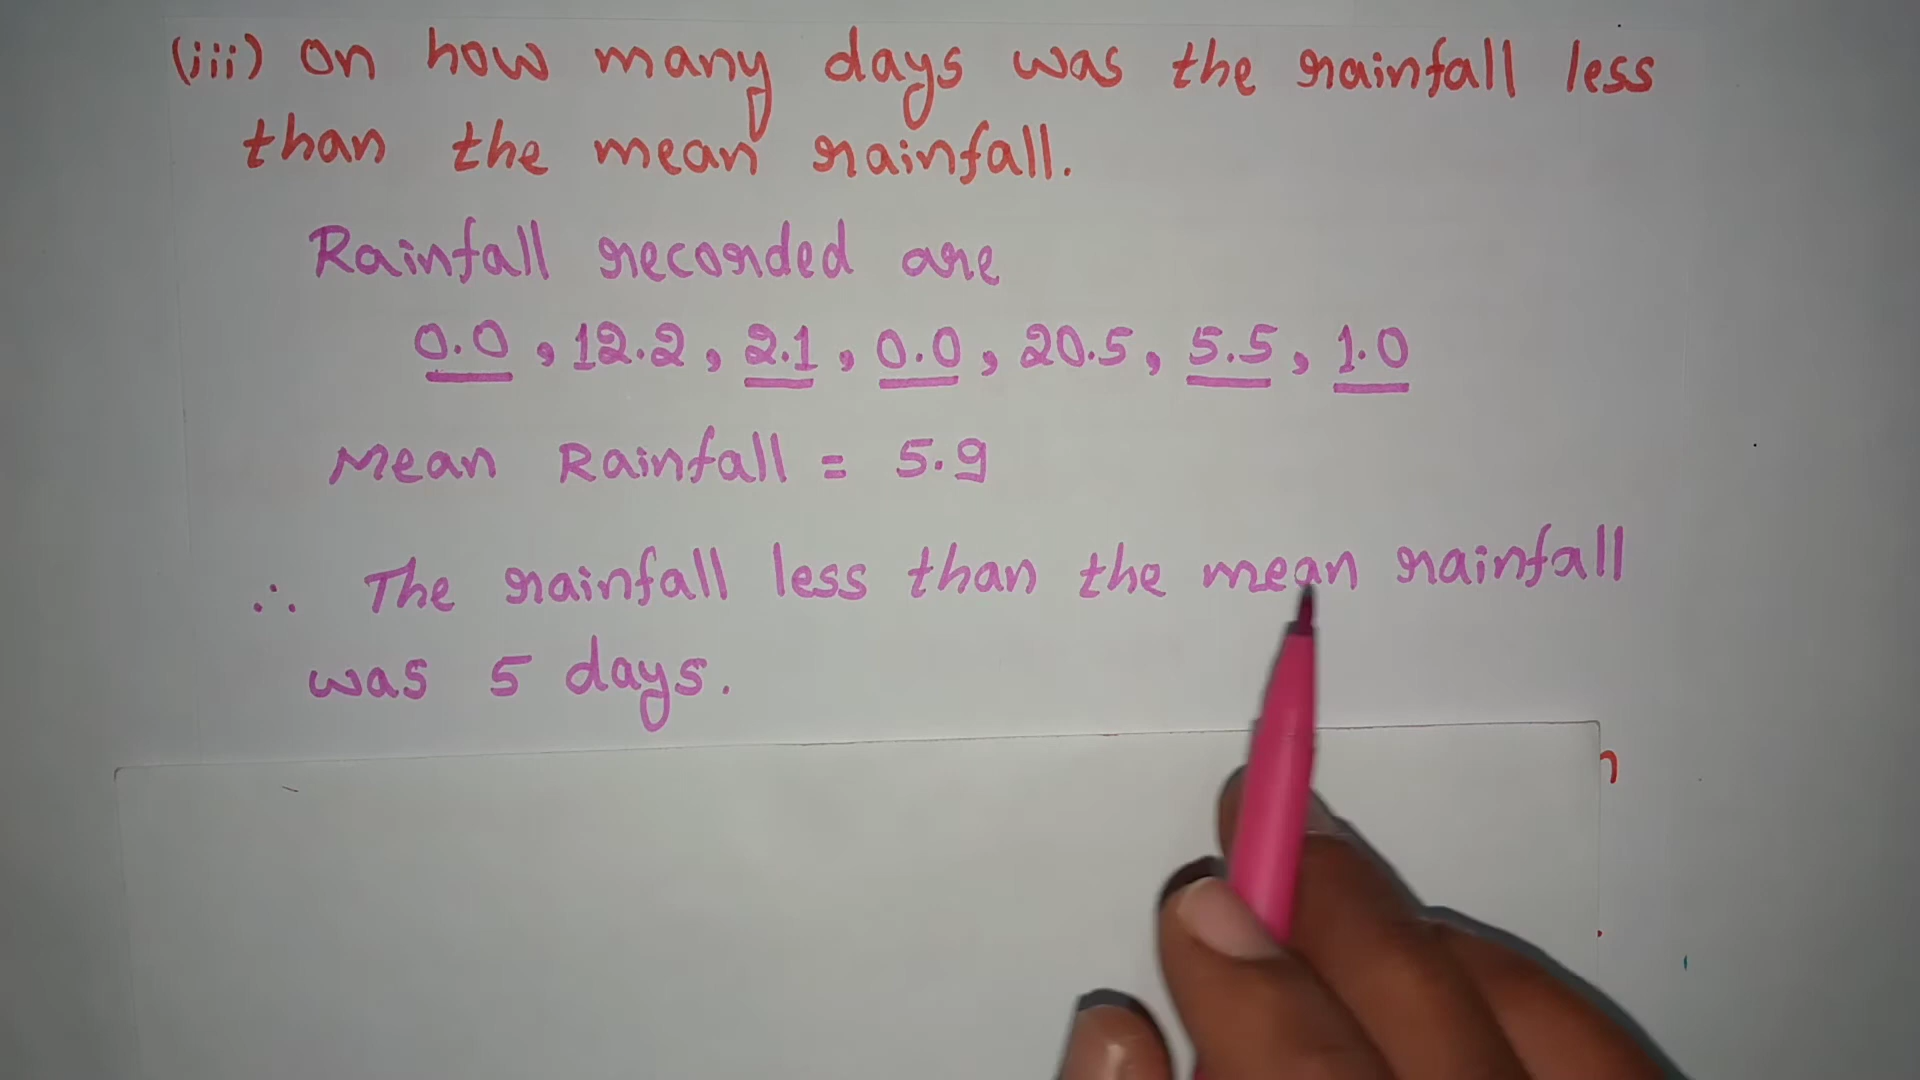 (iii) On how many days was the rainfall less
than the mean rainfall.
Rainfall recorded are
0.0, 12.2, 2.1, 0.0, 20.5, 5.5, 1.0
Mean Rainfall = 5.9
∴ The rainfall less than the mean rainfall
was 5 days.